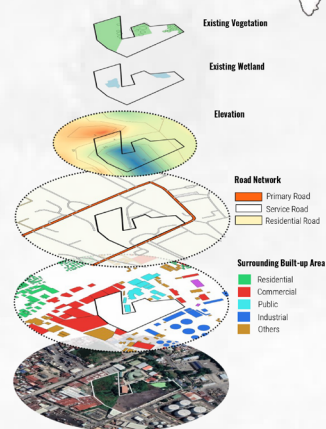 Existing Vegetation
Existing Wetland
Elevation
Road Network
Primary Road
Service Road
Residential Road
Surrounding Built-up Area
Residential
Commercial
Public
Industrial
Others